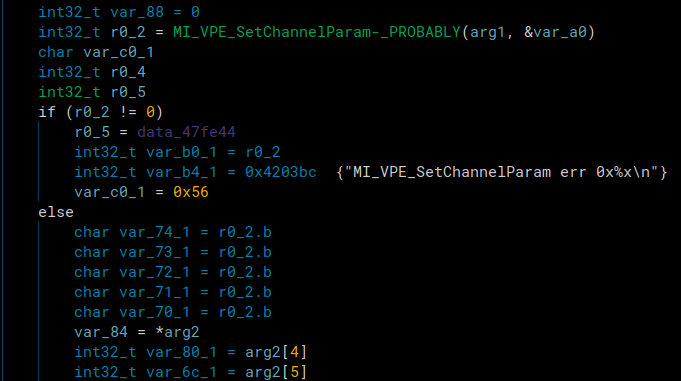 int32_t var_88 = 0
int32_t r0_2 = MI_VPE_SetChannelParam-_PROBABLY(arg1, &var_a0)
char var_c0_1
int32_t r0_4
int32_t r0_5
if (r0_2 != 0)
    r0_5 = data_47fe44
    int32_t var_b0_1 = r0_2
    int32_t var_b4_1 = 0x4203bc  {"MI_VPE_SetChannelParam err 0x%x\n"}
    var_c0_1 = 0x56
else
    char var_74_1 = r0_2.b
    char var_73_1 = r0_2.b
    char var_72_1 = r0_2.b
    char var_71_1 = r0_2.b
    char var_70_1 = r0_2.b
    var_84 = *arg2
    int32_t var_80_1 = arg2[4]
    int32_t var_6c_1 = arg2[5]